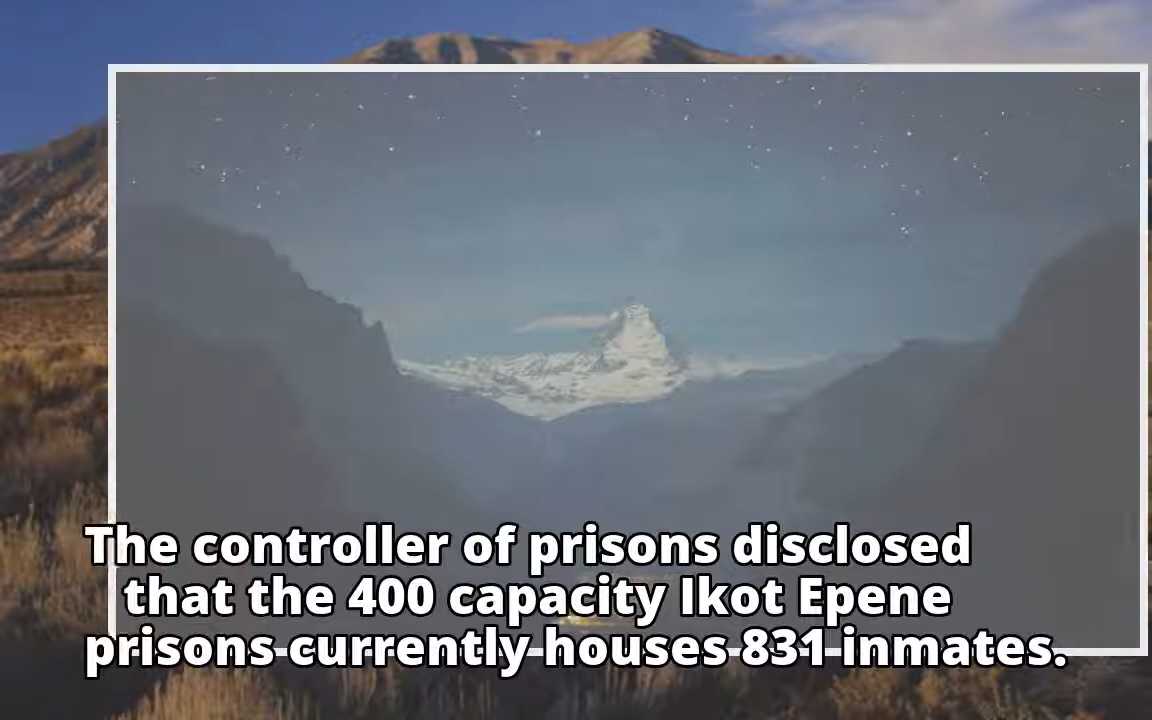 The controller of prisons disclosed
that the 400 capacity Ikot Epene
prisons currently houses 831 inmates.